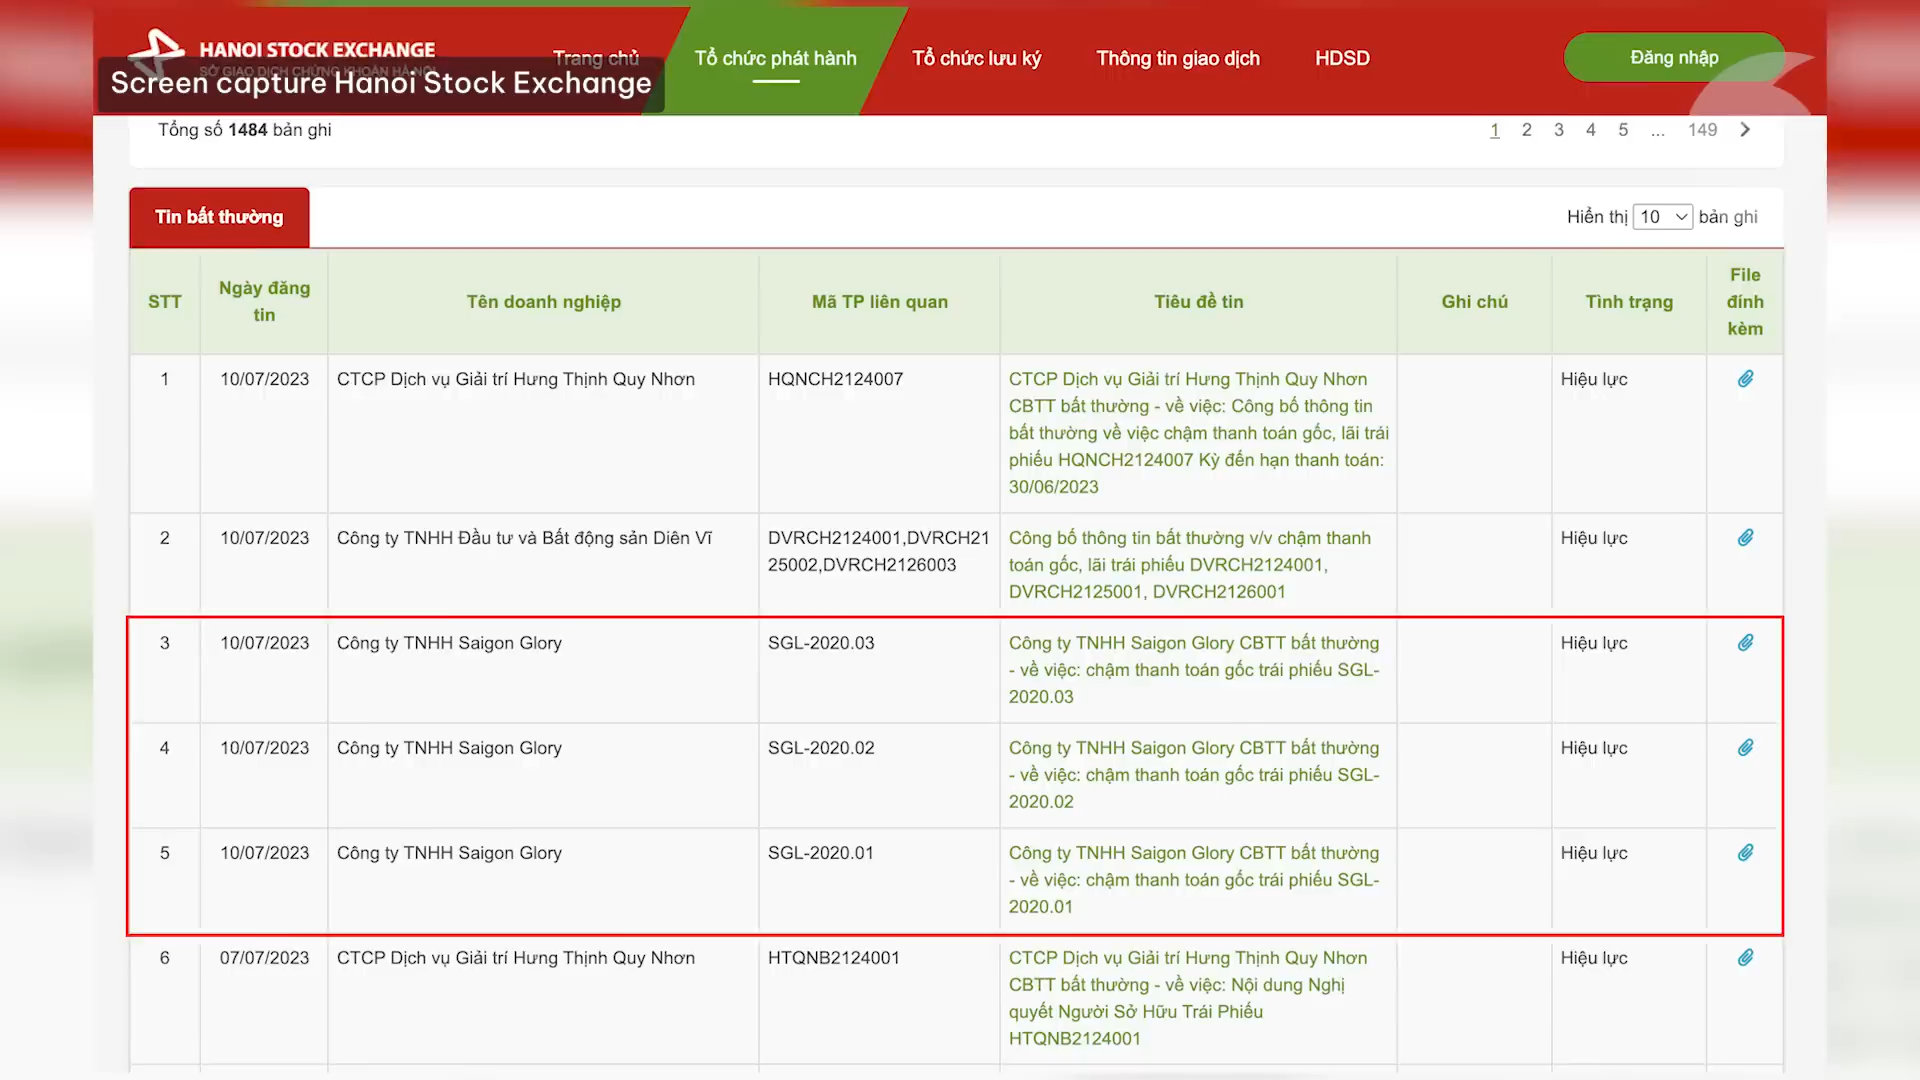 HANOI STOCK EXCHANGE
SỞ GIAO DỊCH CHỨNG KHOÁN HÀ NỘI
Screen capture Hanoi Stock Exchange
Trang chủ
Tổ chức phát hành
Tổ chức lưu ký
Thông tin giao dịch
HDSD
Đăng nhập
Tổng số 1484 bản ghi
1 2 3 4 5 ... 149
Tin bất thường
Hiển thị 10 bản ghi
STT
Ngày đăng
tin
Tên doanh nghiệp
Mã TP liên quan
Tiêu đề tin
Ghi chú
Tình trạng
File
đính
kèm
1
10/07/2023
CTCP Dịch vụ Giải trí Hưng Thịnh Quy Nhơn
HQNCH2124007
CTCP Dịch vụ Giải trí Hưng Thịnh Quy Nhơn
CBTT bất thường - về việc: Công bố thông tin
bất thường về việc chậm thanh toán gốc, lãi trái
phiếu HQNCH2124007 Kỳ đến hạn thanh toán:
30/06/2023
Hiệu lực
2
10/07/2023
Công ty TNHH Đầu tư và Bất động sản Diên Vĩ
DVRCH2124001,DVRCH21
25002,DVRCH2126003
Công bố thông tin bất thường v/v chậm thanh
toán gốc, lãi trái phiếu DVRCH2124001,
DVRCH2125001, DVRCH2126001
Hiệu lực
3
10/07/2023
Công ty TNHH Saigon Glory
SGL-2020.03
Công ty TNHH Saigon Glory CBTT bất thường
- về việc: chậm thanh toán gốc trái phiếu SGL-
2020.03
Hiệu lực
4
10/07/2023
Công ty TNHH Saigon Glory
SGL-2020.02
Công ty TNHH Saigon Glory CBTT bất thường
- về việc: chậm thanh toán gốc trái phiếu SGL-
2020.02
Hiệu lực
5
10/07/2023
Công ty TNHH Saigon Glory
SGL-2020.01
Công ty TNHH Saigon Glory CBTT bất thường
- về việc: chậm thanh toán gốc trái phiếu SGL-
2020.01
Hiệu lực
6
07/07/2023
CTCP Dịch vụ Giải trí Hưng Thịnh Quy Nhơn
HTQNB2124001
CTCP Dịch vụ Giải trí Hưng Thịnh Quy Nhơn
CBTT bất thường - về việc: Nội dung Nghị
quyết Người Sở Hữu Trái Phiếu
HTQNB2124001
Hiệu lực